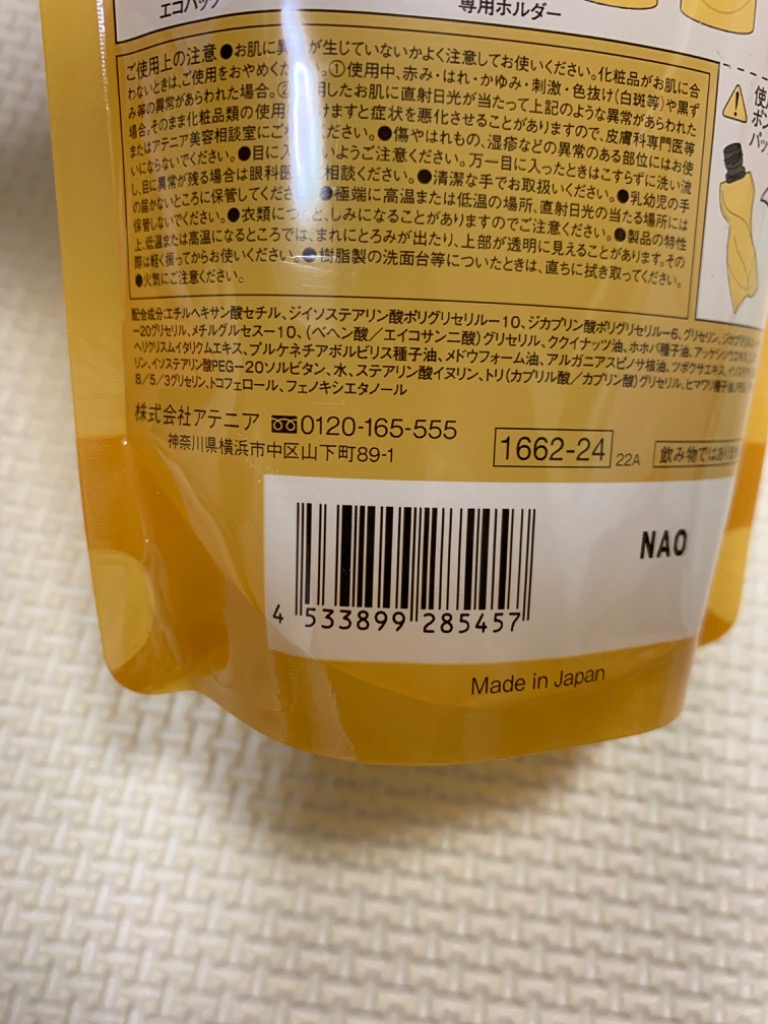 エコパック
専用ホルダー
ご使用上の注意●お肌に異 が生じていないかよく注意してお使いください。化粧品がお肌に合
わないときは、ご使用をおやめくだ い。①使用中、赤み・はれ・かゆみ・刺激・色抜け(白斑等)や黒ず
み等の異常があらわれた場合。② 用したお肌に直射日光が当たって上記のような異常があらわれた
場合。そのまま化粧品類の使用 けますと症状を悪化させることがありますので、皮膚科専門医等
またはアテニア美容相談室にご ください。●傷やはれもの、湿疹などの異常のある部位にはお使
いにならないでください。●目に入 いようご注意ください。万一目に入ったときはこすらずに洗い流
し、目に異常が残る場合は眼科医 相談ください。●清潔な手でお取扱いください。●乳幼児の手
の届かないところに保管してくだ ●極端に高温または低温の場所、直射日光の当たる場所には
保管しないでください。●衣類につ と、しみになることがありますのでご注意ください。●製品の特性
上、低温または高温になるところでは、まれにとろみが出たり、上部が透明に見えることがあります。その
際は軽く振ってからお使いください。●樹脂製の洗面台等についたときは、直ちに拭き取ってください。
●火気にご注意ください。
使
ポン
パッ
配合成分:エチルヘキサン酸セチル、ジイソステアリン酸ポリグリセリル-10、ジカプリン酸ポリグリセリル-6、グリセリン、
-20グリセリル、メチルグルセス-10、(ベヘン酸/エイコサン二酸)グリセリル、ククイナッツ油、ホホバ種子油、
ヘリクリスムイタリクムエキス、プルケネチアボルビリス種子油、メドウフォーム油、アルガニアスピノサ核油、ツボクサエキス、
リン、イソステアリン酸PEG-20ソルビタン、水、ステアリン酸イヌリン、トリ(カプリル酸/カプリン酸)グリセリル、ヒマワリ種子油、
8/5/3グリセリン、トコフェロール、フェノキシエタノール
株式会社アテニア 0120-165-555
神奈川県横浜市中区山下町89-1
1662-24 22A 飲み物ではあり
NAO
4 533899 285457
Made in Japan